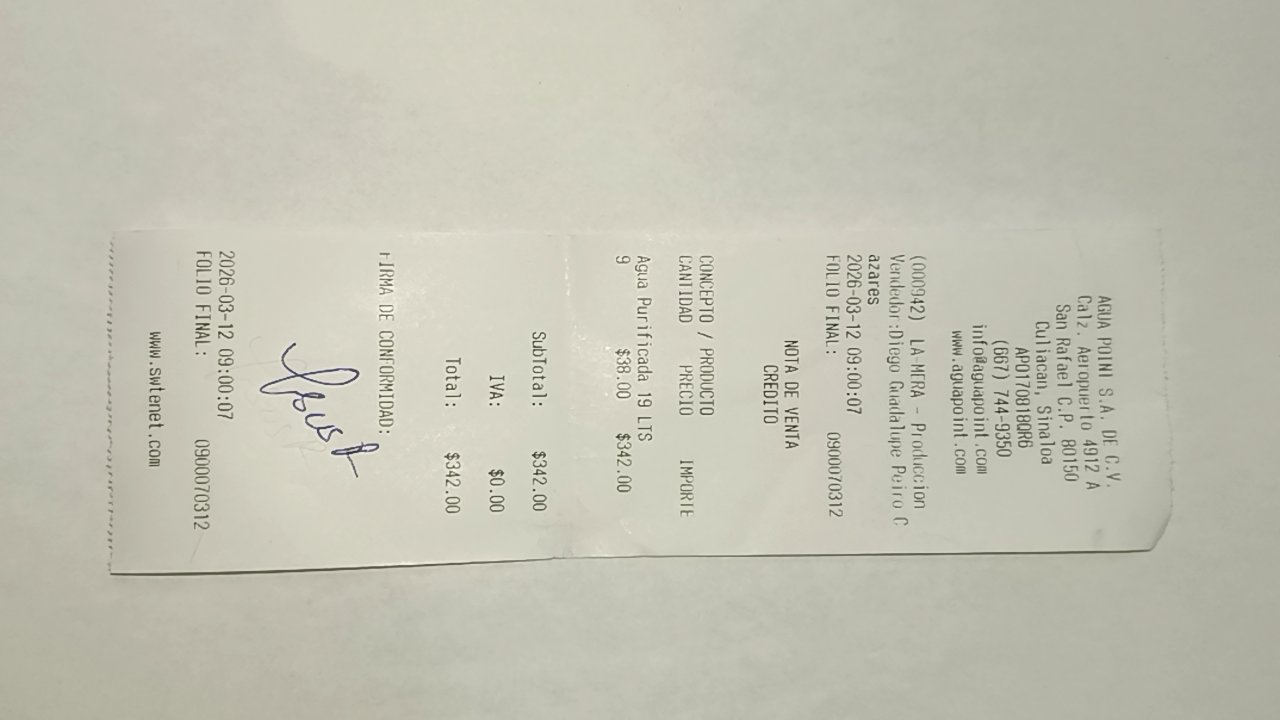 AGUA POINT S.A. DE C.V.
Calz. Aeropuerto 4912 A
San Rafael C.P. 80150
Culiacan, Sinaloa
APO170818QR6
(667) 744-9350
info@aguapoint.com
www.aguapoint.com
(000942) LA-MERA - Produccion
Vendedor:Diego Guadalupe Peiro C
azares
2026-03-12 09:00:07
FOLIO FINAL: 0900070312
NOTA DE VENTA
CREDITO
CONCEPTO / PRODUCTO
CANTIDAD PRECIO IMPORTE
Agua Purificada 19 LTS
9 $38.00 $342.00
SubTotal: $342.00
IVA: $0.00
Total: $342.00
FIRMA DE CONFORMIDAD:
2026-03-12 09:00:07
FOLIO FINAL: 0900070312
www.swtenet.com